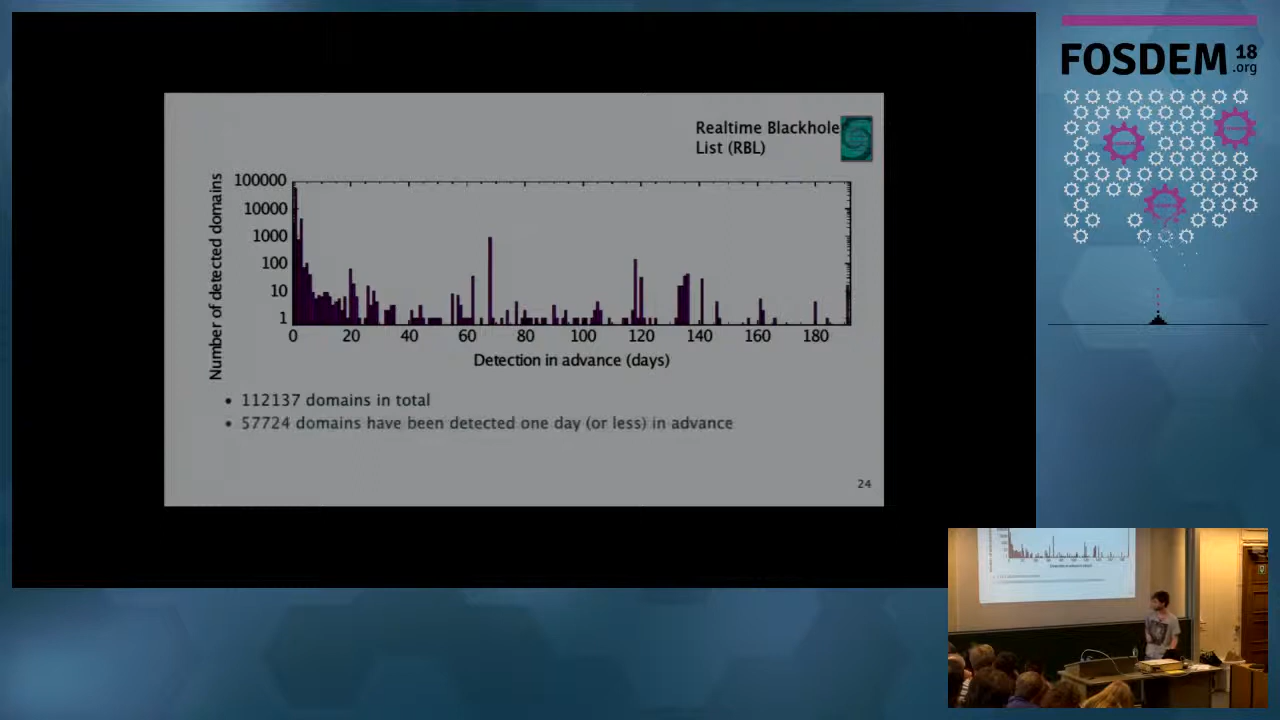 FOSDEM 18
.org
Realtime Blackhole
List (RBL)
Number of detected domains
100000
10000
1000
100
10
1
0 20 40 60 80 100 120 140 160 180
Detection in advance (days)
• 112137 domains in total
• 57724 domains have been detected one day (or less) in advance
24